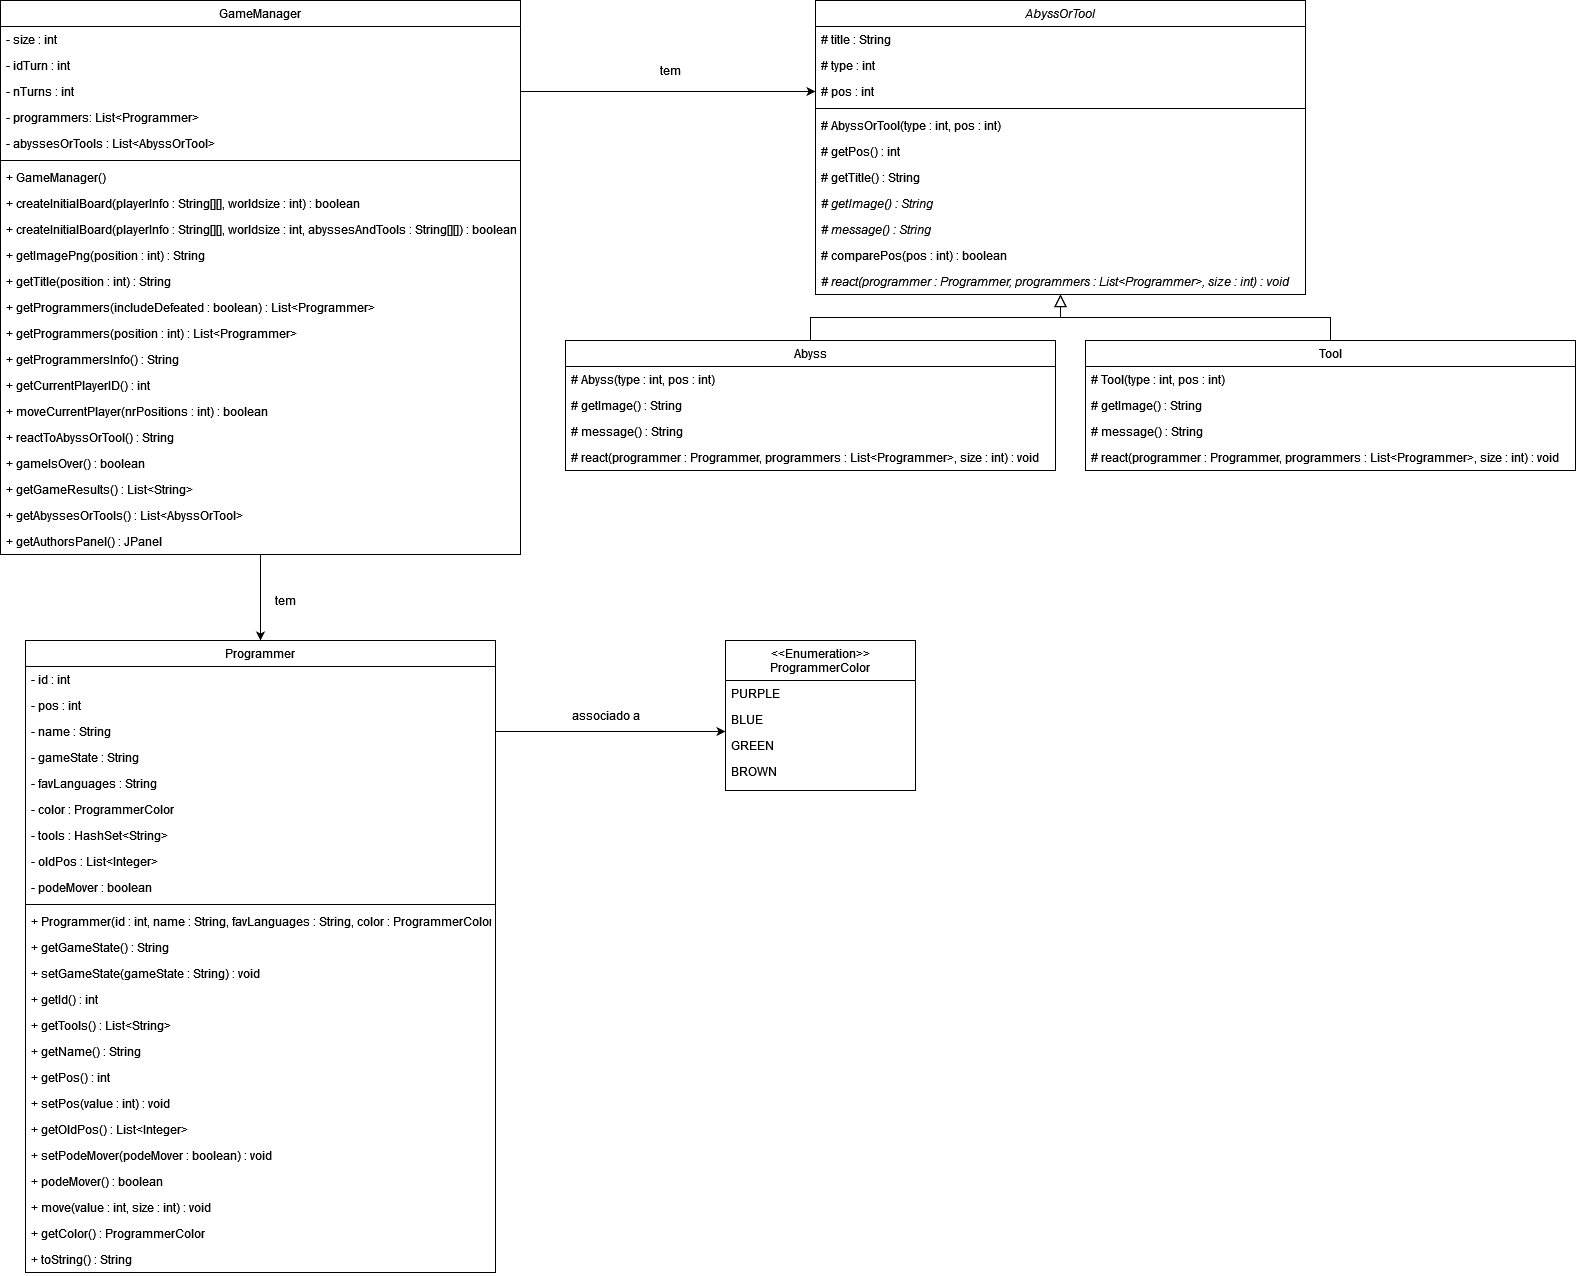 GameManager
- size : int
- idTurn : int
- nTurns : int
- programmers: List<Programmer>
- abyssesOrTools : List<AbyssOrTool>
+ GameManager()
+ createInitialBoard(playerInfo : String[][], worldsize : int) : boolean
+ createInitialBoard(playerInfo : String[][], worldsize : int, abyssesAndTools : String[][]) : boolean
+ getImagePng(position : int) : String
+ getTitle(position : int) : String
+ getProgrammers(includeDefeated : boolean) : List<Programmer>
+ getProgrammers(position : int) : List<Programmer>
+ getProgrammersInfo() : String
+ getCurrentPlayerID() : int
+ moveCurrentPlayer(nrPositions : int) : boolean
+ reactToAbyssOrTool() : String
+ gameIsOver() : boolean
+ getGameResults() : List<String>
+ getAbyssesOrTools() : List<AbyssOrTool>
+ getAuthorsPanel() : JPanel
tem
AbyssOrTool
# title : String
# type : int
# pos : int
# AbyssOrTool(type : int, pos : int)
# getPos() : int
# getTitle() : String
# getImage() : String
# message() : String
# comparePos(pos : int) : boolean
# react(programmer : Programmer, programmers : List<Programmer>, size : int) : void
Abyss
# Abyss(type : int, pos : int)
# getImage() : String
# message() : String
# react(programmer : Programmer, programmers : List<Programmer>, size : int) : void
Tool
# Tool(type : int, pos : int)
# getImage() : String
# message() : String
# react(programmer : Programmer, programmers : List<Programmer>, size : int) : void
tem
Programmer
- id : int
- pos : int
- name : String
- gameState : String
- favLanguages : String
- color : ProgrammerColor
- tools : HashSet<String>
- oldPos : List<Integer>
- podeMover : boolean
+ Programmer(id : int, name : String, favLanguages : String, color : ProgrammerColor
+ getGameState() : String
+ setGameState(gameState : String) : void
+ getId() : int
+ getTools() : List<String>
+ getName() : String
+ getPos() : int
+ setPos(value : int) : void
+ getOldPos() : List<Integer>
+ setPodeMover(podeMover : boolean) : void
+ podeMover() : boolean
+ move(value : int, size : int) : void
+ getColor() : ProgrammerColor
+ toString() : String
associado a
<<Enumeration>>
ProgrammerColor
PURPLE
BLUE
GREEN
BROWN